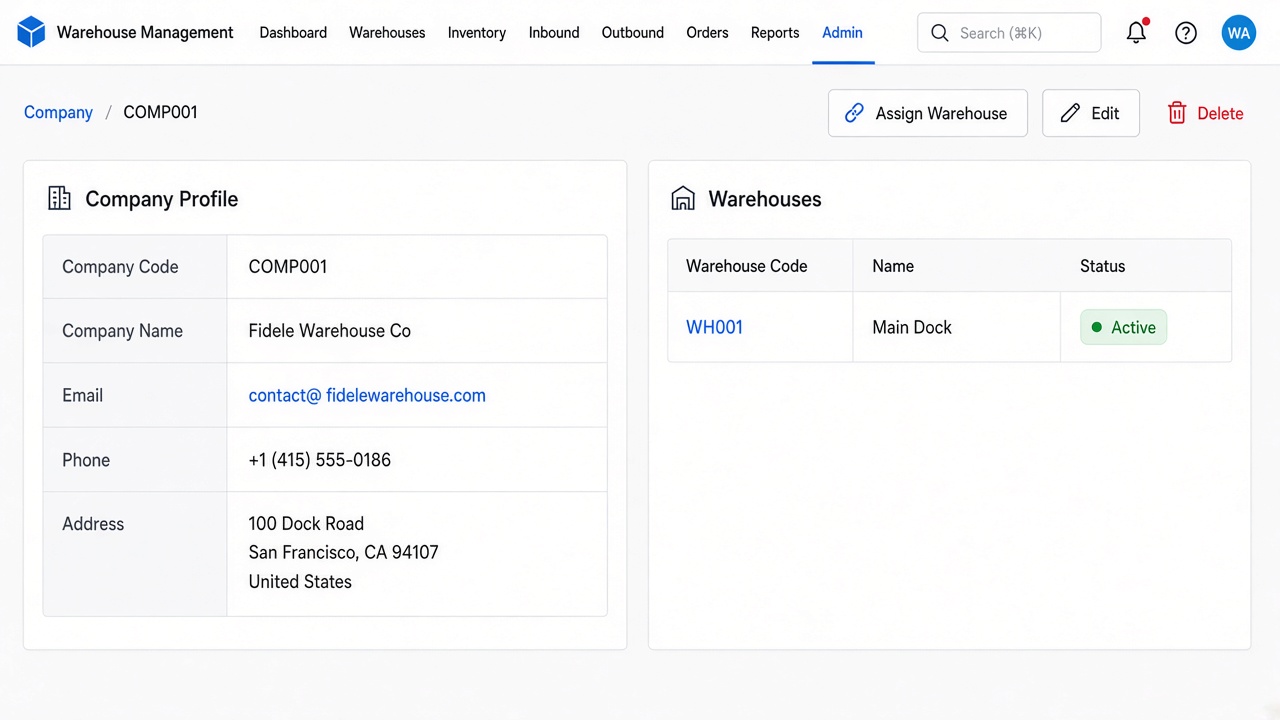 Warehouse Management Dashboard Warehouses Inventory Inbound Outbound Orders Reports Admin Search (⌘K) WA
Company / COMP001 Assign Warehouse Edit Delete
Company Profile
Company Code COMP001
Company Name Fidele Warehouse Co
Email contact@ fidelewarehouse.com
Phone +1 (415) 555-0186
Address 100 Dock Road
San Francisco, CA 94107
United States
Warehouses
Warehouse Code Name Status
WH001 Main Dock Active